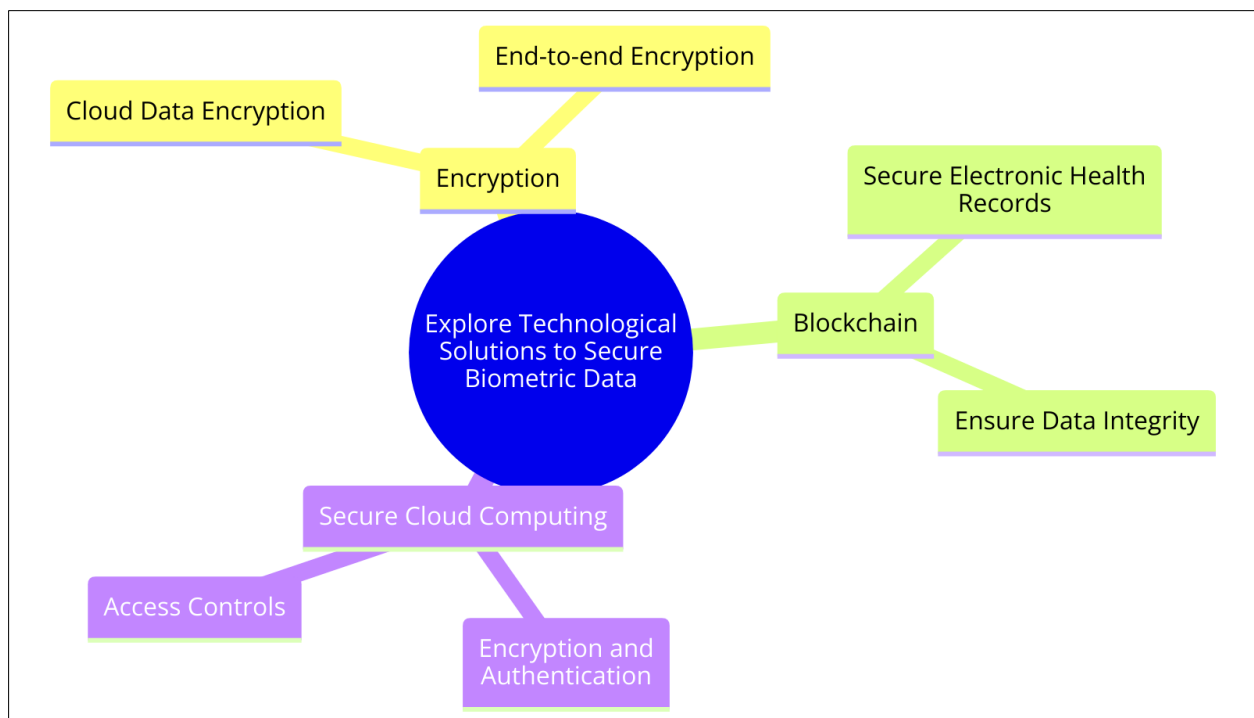 End-to-end Encryption
Cloud Data Encryption
Encryption
Secure Electronic Health
Records
Blockchain
Explore Technological
Solutions to Secure
Biometric Data
Ensure Data Integrity
Secure Cloud Computing
Access Controls
Encryption and
Authentication